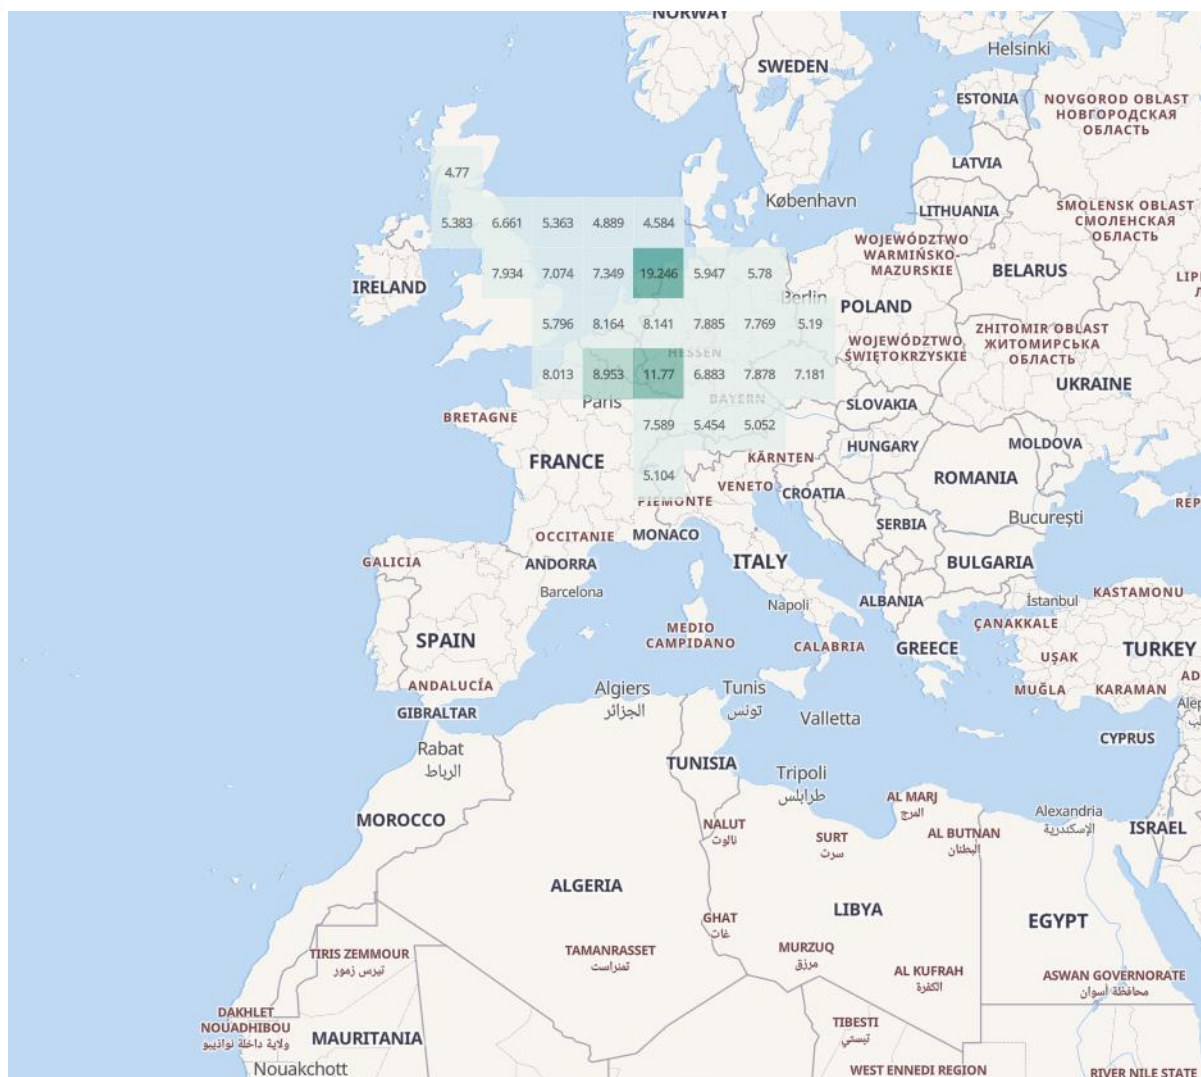 NORWAY
Helsinki
SWEDEN
ESTONIA
NOVGOROD OBLAST
НОВГОРОДСКАЯ
ОБЛАСТЬ
LATVIA
4.77
København
SMOLENSK OBLAST
СМОЛЕНСКАЯ
ОБЛАСТЬ
LITHUANIA
5.383 6.661 5.363 4.889 4.584
WOJEWÓDZTWO
WARMIŃSKO-
MAZURSKIE
BELARUS
7.934 7.074 7.349 19.246 5.947 5.78
IRELAND
Berlin
POLAND
5.796 8.164 8.141 7.885 7.769 5.19
ZHITOMIR OBLAST
ЖИТОМИРСЬКА
ОБЛАСТЬ
WOJEWÓDZTWO
ŚWIĘTOKRZYSKIE
HESSEN
8.013 8.953 11.77 6.883 7.878 7.181
UKRAINE
BAYERN
Paris
SLOVAKIA
BRETAGNE
7.589 5.454 5.052
HUNGARY
MOLDOVA
KÄRNTEN
FRANCE
5.104
ROMANIA
VENETO
CROATIA
PIEMONTE
REP
București
SERBIA
OCCITANIE
MONACO
GALICIA
ANDORRA
ITALY
BULGARIA
Barcelona
KASTAMONU
Napoli
ALBANIA
İstanbul
ÇANAKKALE
MEDIO
CAMPIDANO
SPAIN
CALABRIA
GREECE
TURKEY
UŞAK
ANDALUCÍA
Algiers
الجزائر
Tunis
تونس
MUĞLA
KARAMAN
AD
GIBRALTAR
Valletta
Rabat
الرباط
CYPRUS
TUNISIA
Tripoli
طرابلس
AL MARJ
المرج
MOROCCO
NALUT
نالوت
SURT
سرت
AL BUTNAN
البطنان
Alexandria
الإسكندرية
ISRAEL
ALGERIA
LIBYA
EGYPT
GHAT
غات
TIRIS ZEMMOUR
تيرس زمور
TAMANRASSET
تمنراست
MURZUQ
مرزق
AL KUFRAH
الكفرة
ASWAN GOVERNORATE
محافظة أسوان
DAKHLET
NOUADHIBOU
ولاية داخلة نواذيبو
MAURITANIA
TIBESTI
تبستي
Nouakchott
WEST ENNEDI REGION
RIVER NILE STATE